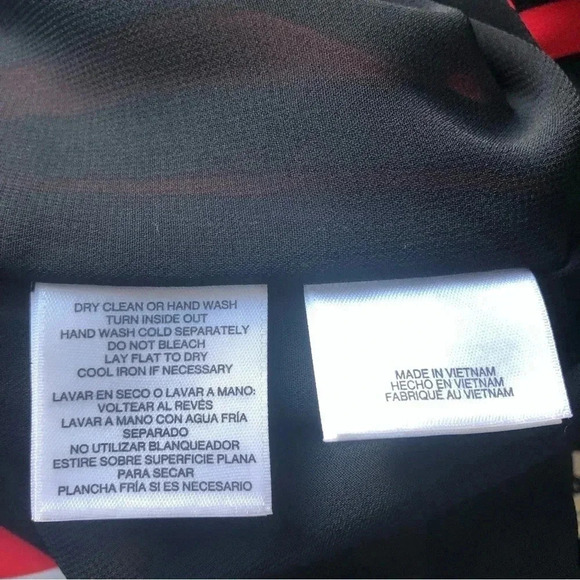 DRY CLEAN OR HAND WASH
TURN INSIDE OUT
HAND WASH COLD SEPARATELY
DO NOT BLEACH
LAY FLAT TO DRY
COOL IRON IF NECESSARY
LAVAR EN SECO O LAVAR A MANO:
VOLTEAR AL REVÉS
LAVAR A MANO CON AGUA FRÍA
SEPARADO
NO UTILIZAR BLANQUEADOR
ESTIRE SOBRE SUPERFICIE PLANA
PARA SECAR
PLANCHA FRÍA SI ES NECESARIO
MADE IN VIETNAM
HECHO EN VIETNAM
FABRIQUÉ AU VIETNAM